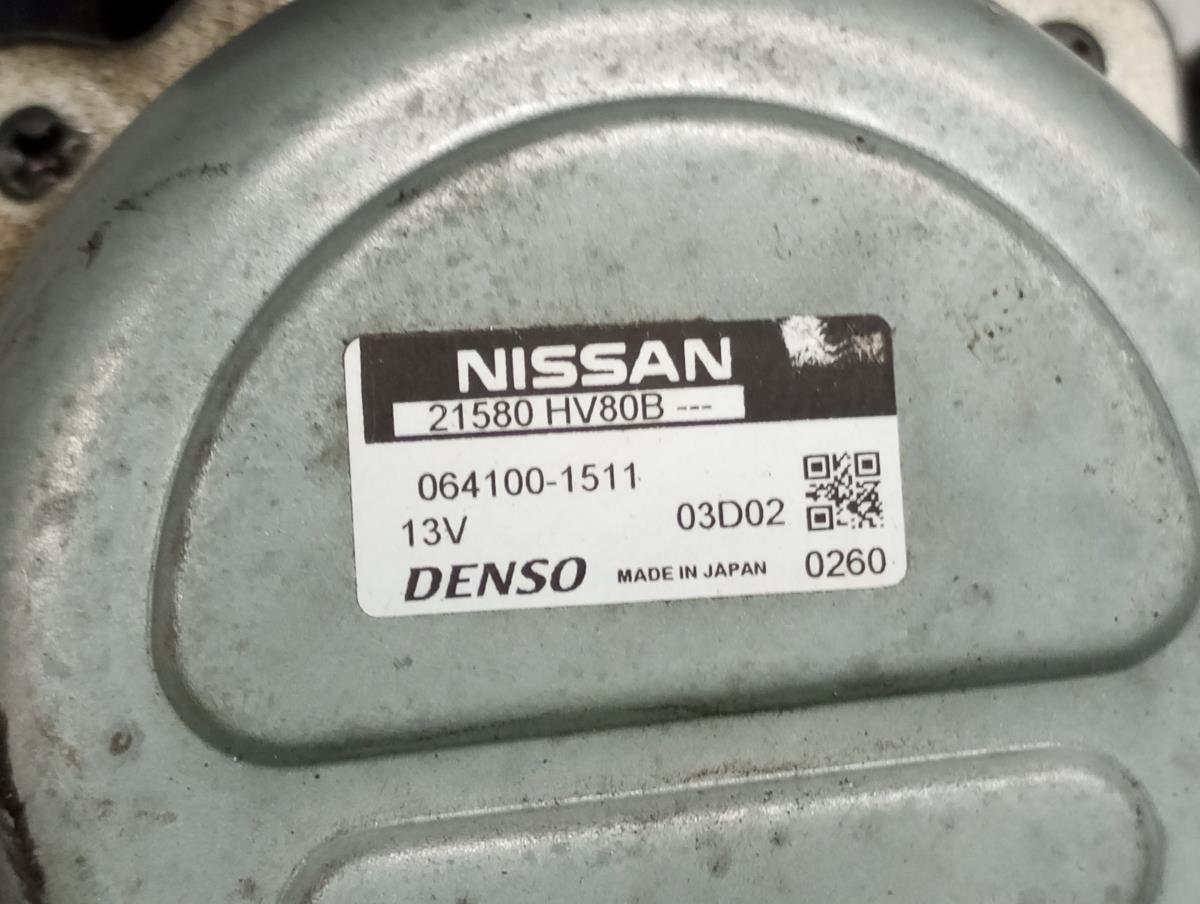 NISSAN
21580 HV80B ---
064100-1511
13V 03D02
DENSO MADE IN JAPAN 0260